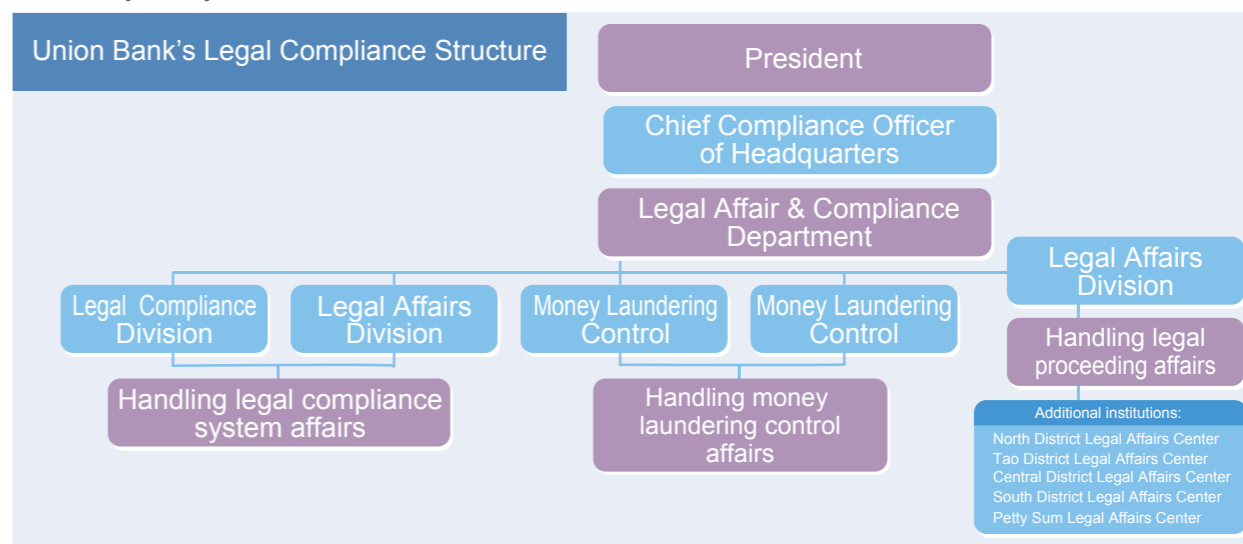 Union Bank's Legal Compliance Structure
President
Chief Compliance Officer
of Headquarters
Legal Affair & Compliance
Department
Legal Compliance
Division
Legal Affairs
Division
Money Laundering
Control
Money Laundering
Control
Legal Affairs
Division
Handling legal compliance
system affairs
Handling money
laundering control
affairs
Handling legal
proceeding affairs
Additional institutions:
North District Legal Affairs Center
Tao District Legal Affairs Center
Central District Legal Affairs Center
South District Legal Affairs Center
Petty Sum Legal Affairs Center